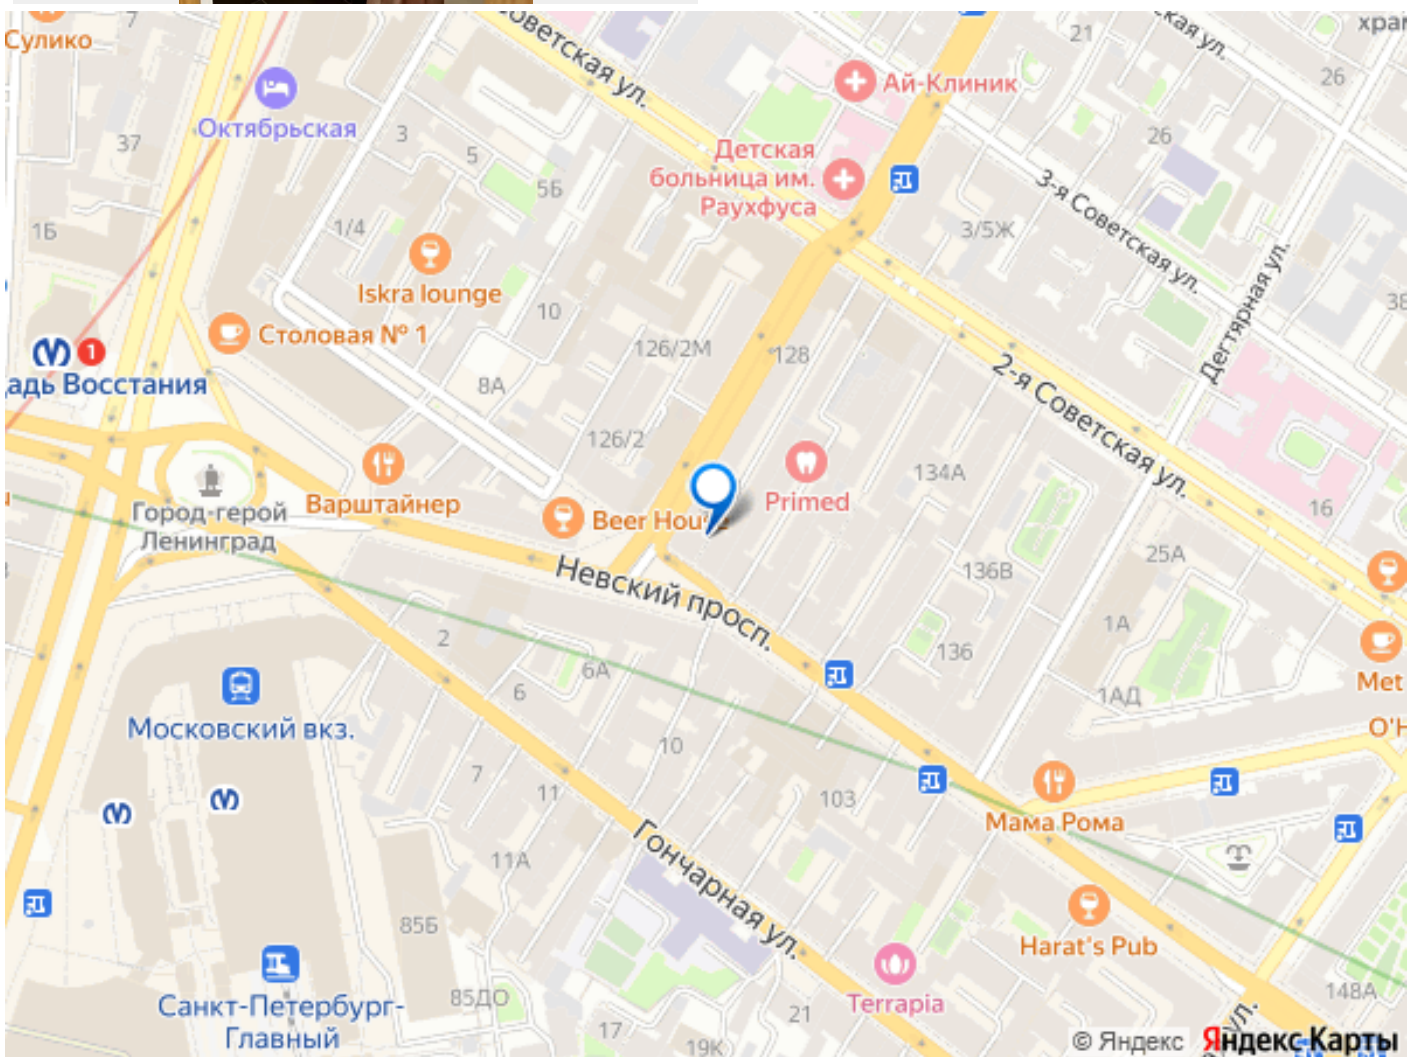 Сулико
7
21
хра
26
37
Октябрьская
3
5
5Б
Советская ул.
Ай-Клиник
26
Детская
больница им.
Раухфуса
3-я Советская ул.
3/5Ж
1Б
1/4
Iskra lounge
10
Дегтярная ул.
38
Столовая № 1
126/2М
128
1
адь Восстания
8А
2-я Советская ул.
126/2
134А
Варштайнер
Beer House
Primed
16
Город-герой
Ленинград
Невский просп.
136В
25А
2
6А
6
136
1А
1АД
Met
О'Н
Московский вкз.
10
7
11
103
Мама Рома
Гончарная ул.
11А
85Б
Harat's Pub
Санкт-Петербург-
Главный
85ДО
Terrapia
17
19К
21
148А
ул.
© Яндекс Яндекс Карты